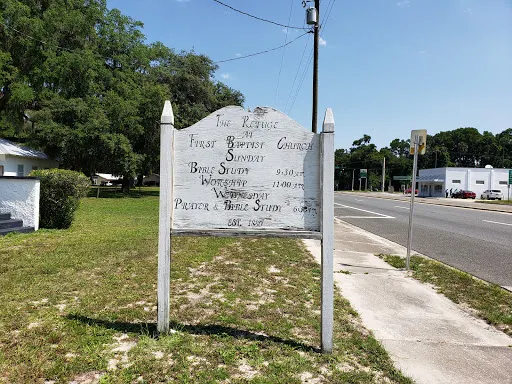 The Refuge
at
First Baptist Church
Sunday
Bible Study 9:30 AM
Worship 11:00 AM
Wednesday
Prayer & Bible Study
Est.